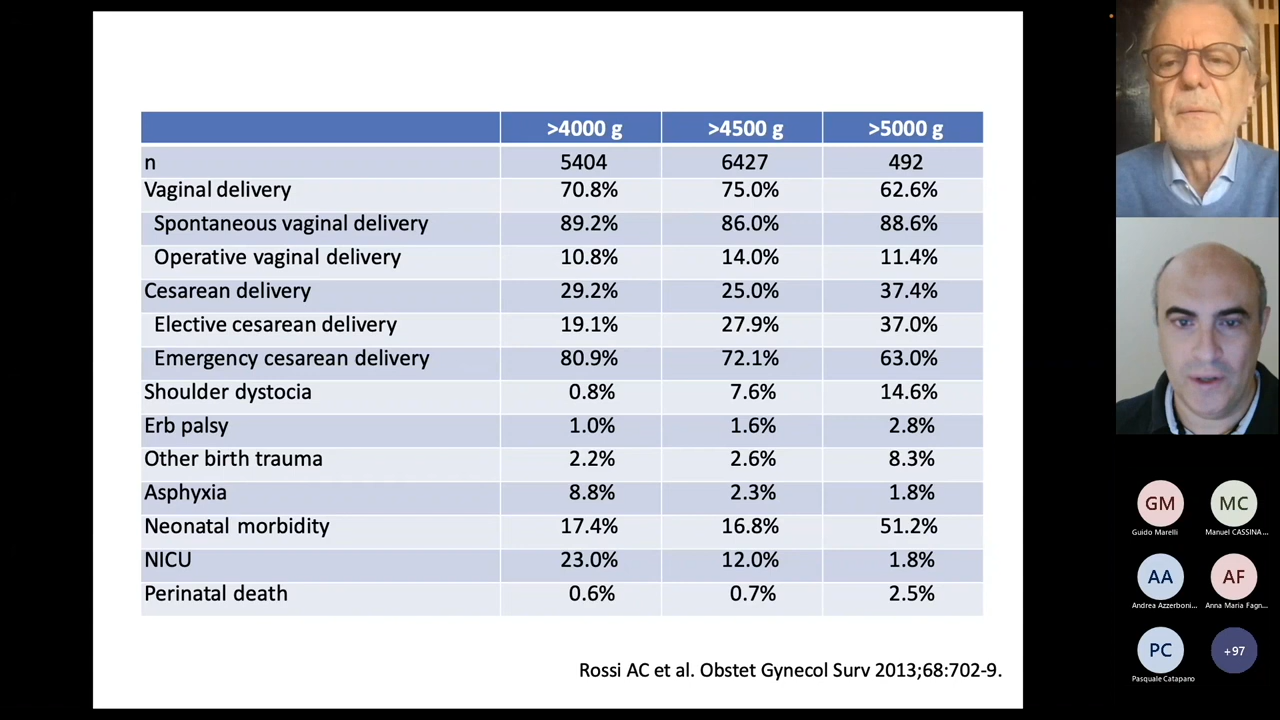 >4000 g >4500 g >5000 g
n 5404 6427 492
Vaginal delivery 70.8% 75.0% 62.6%
Spontaneous vaginal delivery 89.2% 86.0% 88.6%
Operative vaginal delivery 10.8% 14.0% 11.4%
Cesarean delivery 29.2% 25.0% 37.4%
Elective cesarean delivery 19.1% 27.9% 37.0%
Emergency cesarean delivery 80.9% 72.1% 63.0%
Shoulder dystocia 0.8% 7.6% 14.6%
Erb palsy 1.0% 1.6% 2.8%
Other birth trauma 2.2% 2.6% 8.3%
Asphyxia 8.8% 2.3% 1.8%
Neonatal morbidity 17.4% 16.8% 51.2%
NICU 23.0% 12.0% 1.8%
Perinatal death 0.6% 0.7% 2.5%
Rossi AC et al. Obstet Gynecol Surv 2013;68:702-9.
GM MC
Guido Marelli Manuel CASSINA ...
AA AF
Andrea Azzerboni... Anna Maria Fagn...
PC +97
Pasquale Catapano